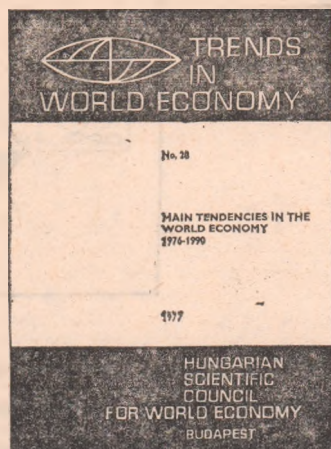 TRENDS
IN
WORLD ECONOMY
No. 28
MAIN TENDENCIES IN THE
WORLD ECONOMY
1976-1990
1977
HUNGARIAN
SCIENTIFIC
COUNCIL
FOR WORLD ECONOMY
BUDAPEST